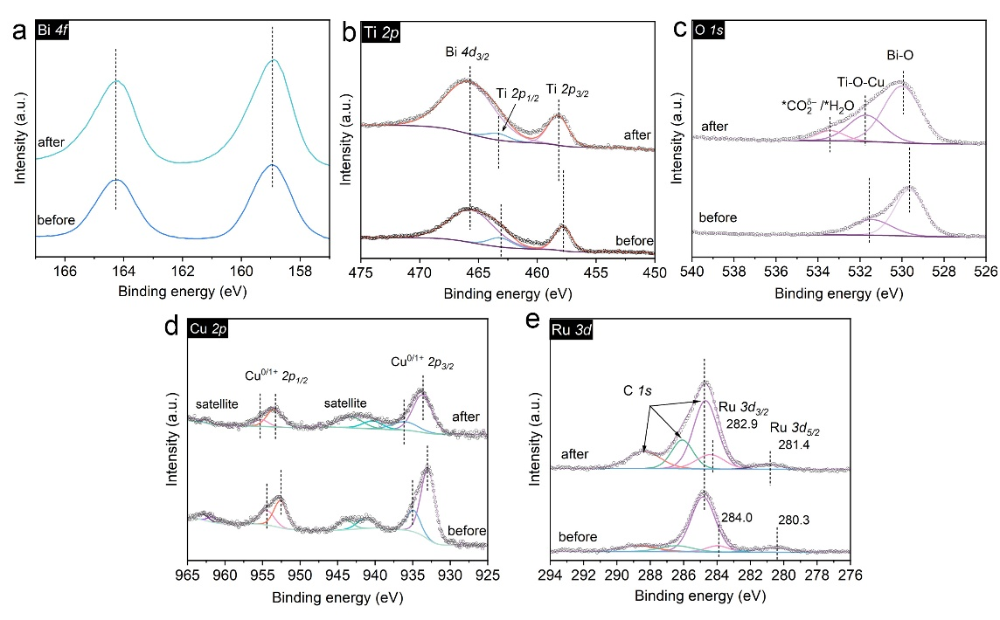 a
Bi 4f
Intensity (a.u.)
after
before
166 164 162 160 158
Binding energy (eV)
b
Ti 2p
Intensity (a.u.)
Bi 4d3/2
Ti 2p1/2
Ti 2p3/2
after
before
475 470 465 460 455 450
Binding energy (eV)
c
O 1s
Intensity (a.u.)
Bi-O
Ti-O-Cu
*CO2δ- /*H2O
after
before
540 538 536 534 532 530 528 526
Binding energy (eV)
d
Cu 2p
Intensity (a.u.)
Cu0/1+ 2p3/2
Cu0/1+ 2p1/2
satellite
satellite
after
before
965 960 955 950 945 940 935 930 925
Binding energy (eV)
e
Ru 3d
Intensity (a.u.)
C 1s
Ru 3d3/2
282.9
Ru 3d5/2
281.4
after
284.0
280.3
before
294 292 290 288 286 284 282 280 278 276
Binding energy (eV)